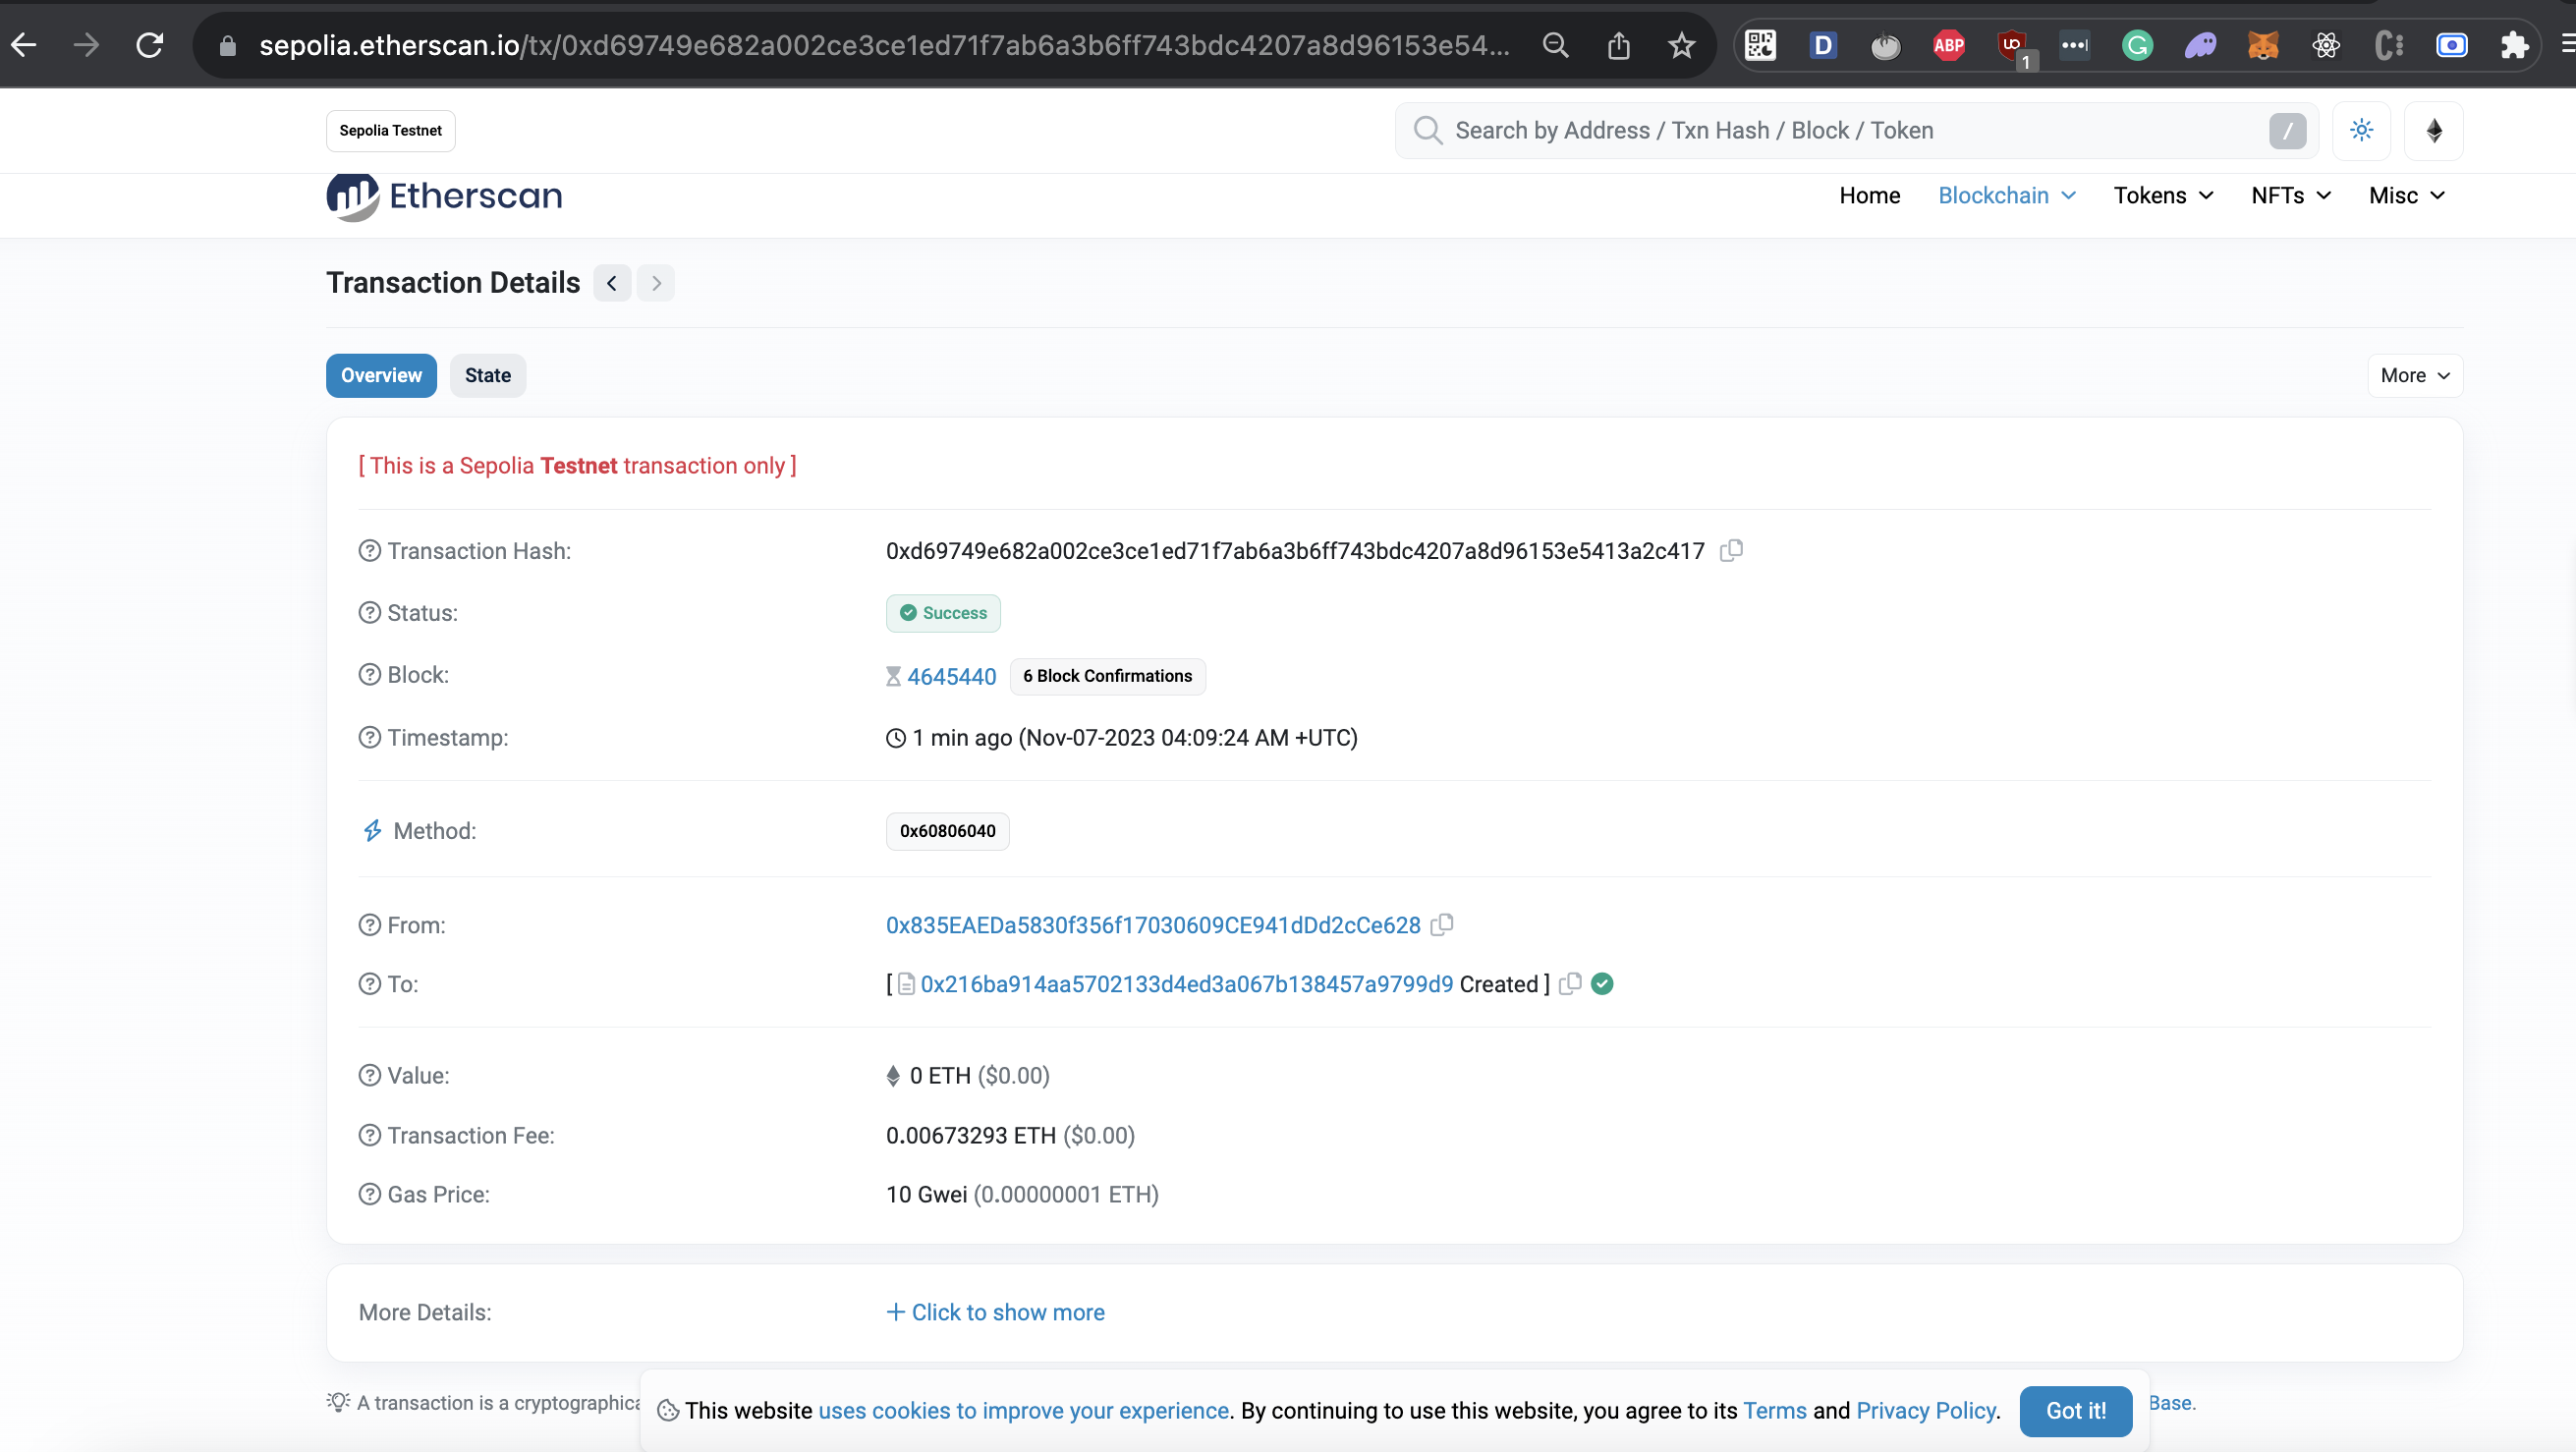 sepolia.etherscan.io/tx/0xd69749e682a002ce3ce1ed71f7ab6a3b6ff743bdc4207a8d96153e54...
D
ABP
1
G
Sepolia Testnet
Search by Address / Txn Hash / Block / Token
/
Etherscan
Home Blockchain Tokens NFTs Misc
Transaction Details
Overview State More
[ This is a Sepolia Testnet transaction only ]
Transaction Hash: 0xd69749e682a002ce3ce1ed71f7ab6a3b6ff743bdc4207a8d96153e5413a2c417
Status: Success
Block: 4645440 6 Block Confirmations
Timestamp: 1 min ago (Nov-07-2023 04:09:24 AM +UTC)
Method: 0x60806040
From: 0x835EAEDa5830f356f17030609CE941dDd2cCe628
To: [ 0x216ba914aa5702133d4ed3a067b138457a9799d9 Created ]
Value: 0 ETH ($0.00)
Transaction Fee: 0.00673293 ETH ($0.00)
Gas Price: 10 Gwei (0.00000001 ETH)
More Details: + Click to show more
A transaction is a cryptographica
This website uses cookies to improve your experience. By continuing to use this website, you agree to its Terms and Privacy Policy. Got it!
Base.